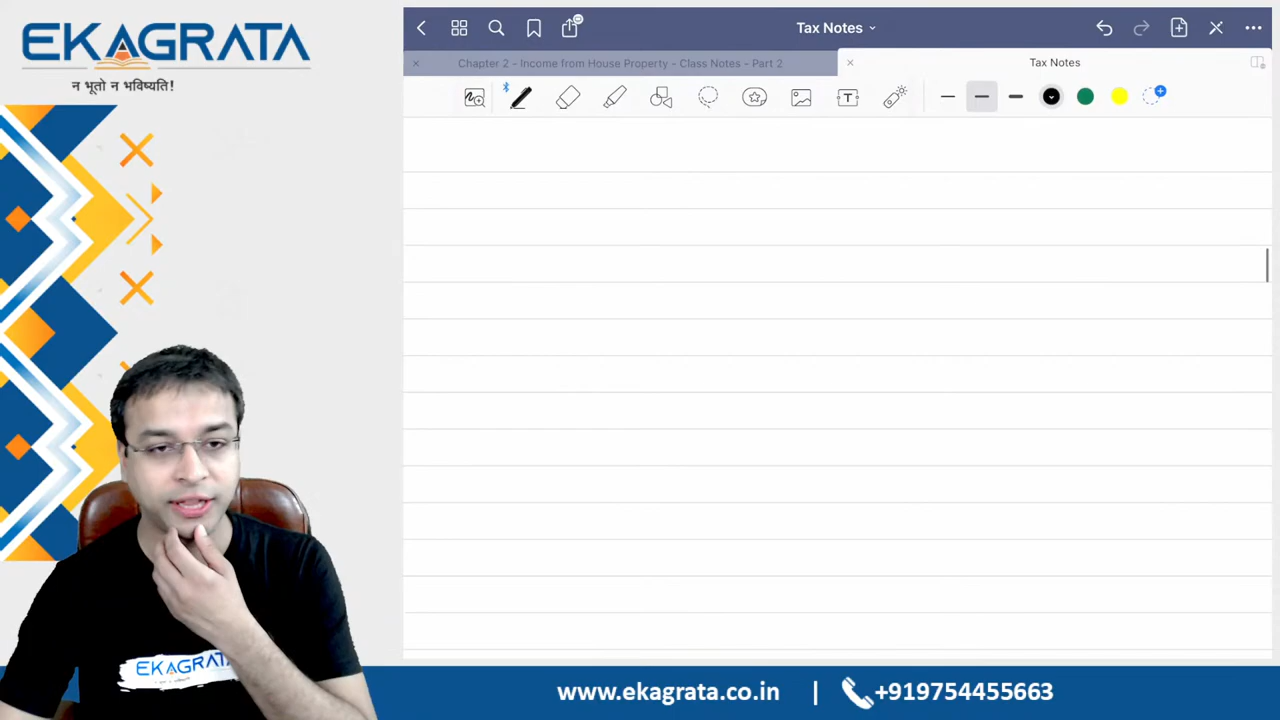 EKAGRATA
न भूतो न भविष्यति!
Tax Notes
Chapter 2 - Income from House Property - Class Notes - Part 2
Tax Notes
T
EKAGRATA
www.ekagrata.co.in | +919754455663